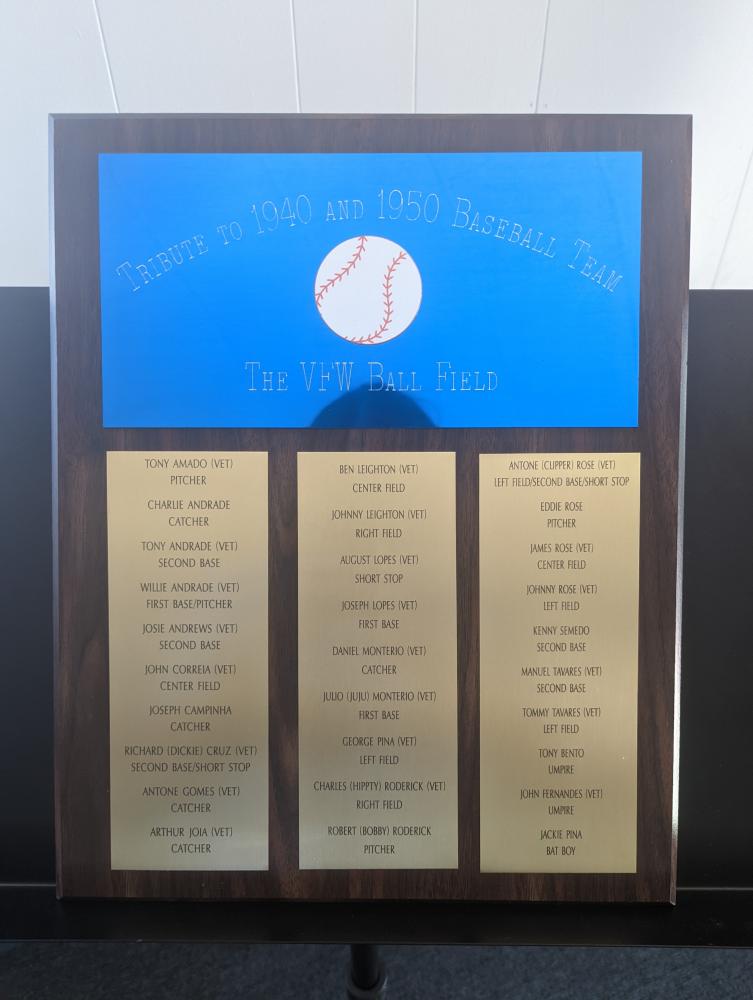 Tribute to 1940 and 1950 Baseball Team
The VFW Ball Field
TONY AMADO (VET)
PITCHER
CHARLIE ANDRADE
CATCHER
TONY ANDRADE (VET)
SECOND BASE
WILLIE ANDRADE (VET)
FIRST BASE/PITCHER
JOSIE ANDREWS (VET)
SECOND BASE
JOHN CORREIA (VET)
CENTER FIELD
JOSEPH CAMPINHA
CATCHER
RICHARD (DICKIE) CRUZ (VET)
SECOND BASE/SHORT STOP
ANTONE GOMES (VET)
CATCHER
ARTHUR JOIA (VET)
CATCHER
BEN LEIGHTON (VET)
CENTER FIELD
JOHNNY LEIGHTON (VET)
RIGHT FIELD
AUGUST LOPES (VET)
SHORT STOP
JOSEPH LOPES (VET)
FIRST BASE
DANIEL MONTERIO (VET)
CATCHER
JULIO (JUJU) MONTERIO (VET)
FIRST BASE
GEORGE PINA (VET)
LEFT FIELD
CHARLES (HIPPTY) RODERICK (VET)
RIGHT FIELD
ROBERT (BOBBY) RODERICK
PITCHER
ANTONE (CLIPPER) ROSE (VET)
LEFT FIELD/SECOND BASE/SHORT STOP
EDDIE ROSE
PITCHER
JAMES ROSE (VET)
CENTER FIELD
JOHNNY ROSE (VET)
LEFT FIELD
KENNY SEMEDO
SECOND BASE
MANUEL TAVARES (VET)
SECOND BASE
TOMMY TAVARES (VET)
LEFT FIELD
TONY BENTO
UMPIRE
JOHN FERNANDES (VET)
UMPIRE
JACKIE PINA
BAT BOY